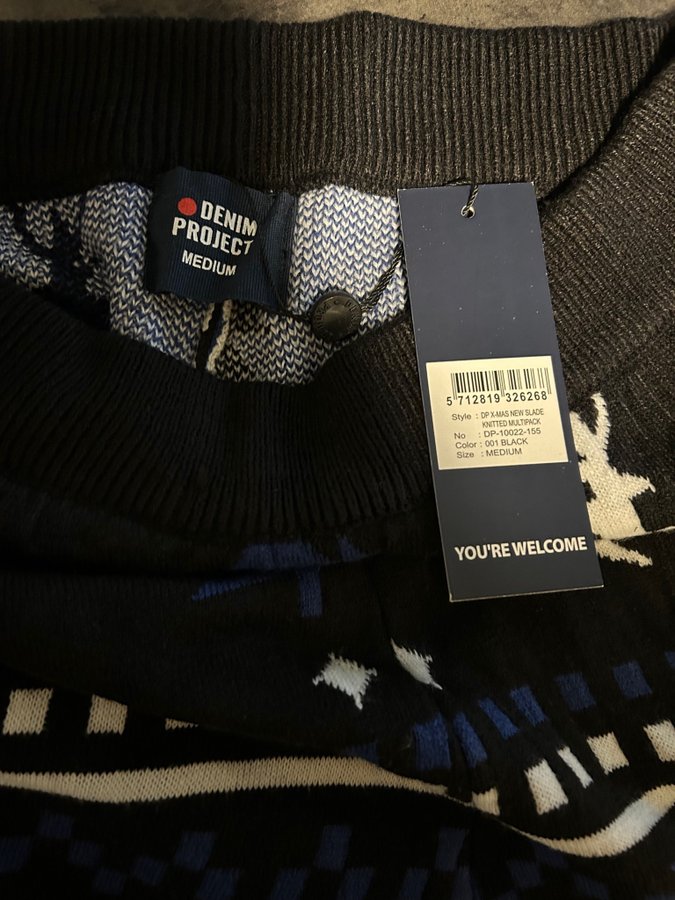 DENIM
PROJECT
MEDIUM
5 712819 326268
Style : DP X-MAS NEW SLADE
KNITTED MULTIPACK
No : DP-10022-155
Color : 001 BLACK
Size : MEDIUM
YOU'RE WELCOME